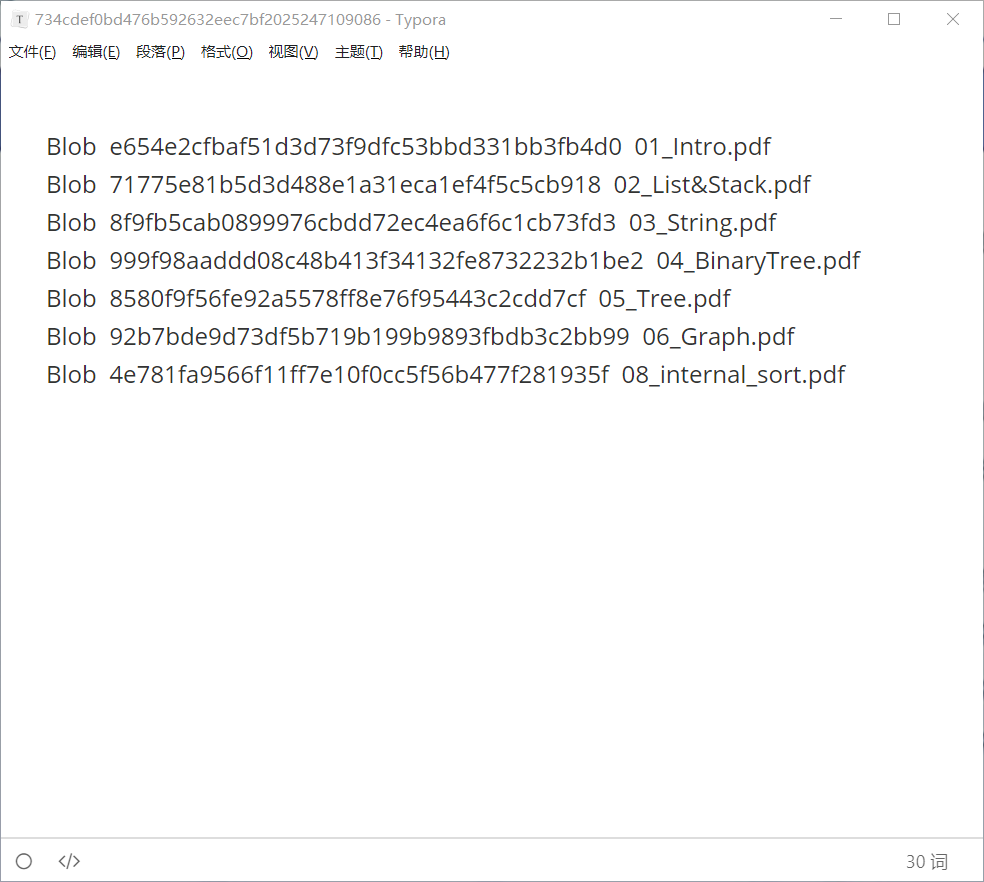 734cdef0bd476b592632eec7bf2025247109086 - Typora
文件(F) 编辑(E) 段落(P) 格式(O) 视图(V) 主题(T) 帮助(H)
Blob e654e2cfbaf51d3d73f9dfc53bbd331bb3fb4d0 01_Intro.pdf
Blob 71775e81b5d3d488e1a31eca1ef4f5c5cb918 02_List&Stack.pdf
Blob 8f9fb5cab0899976cbdd72ec4ea6f6c1cb73fd3 03_String.pdf
Blob 999f98aaddd08c48b413f34132fe8732232b1be2 04_BinaryTree.pdf
Blob 8580f9f56fe92a5578ff8e76f95443c2cdd7cf 05_Tree.pdf
Blob 92b7bde9d73df5b719b199b9893fbdb3c2bb99 06_Graph.pdf
Blob 4e781fa9566f11ff7e10f0cc5f56b477f281935f 08_internal_sort.pdf
30 词